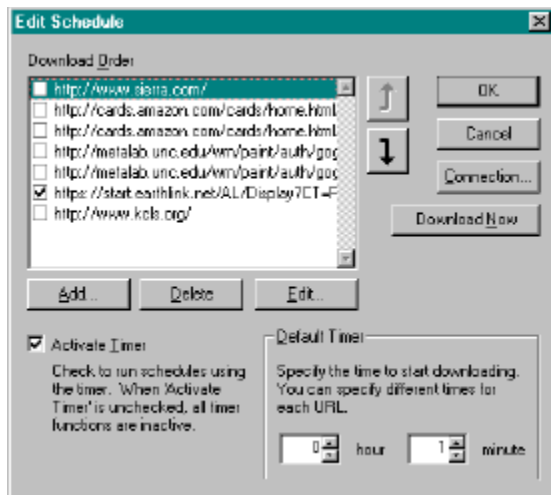 Edit Schedule
Download Order
http://www.sierra.com/
http://cards.amazon.com/cards/home.html
http://cards.amazon.com/cards/home.html
http://metalab.unc.edu/wm/paint/auth/gog
http://metalab.unc.edu/wm/paint/auth/gog
https://start.earthlink.net/AL/Display?CT=F
http://www.kcls.org/
OK
Cancel
Connection...
Download Now
Add...
Delete
Edit...
Activate Timer
Check to run schedules using
the timer. When 'Activate
Timer' is unchecked, all timer
functions are inactive.
Default Timer
Specify the time to start downloading.
You can specify different times for
each URL.
0 hour 1 minute